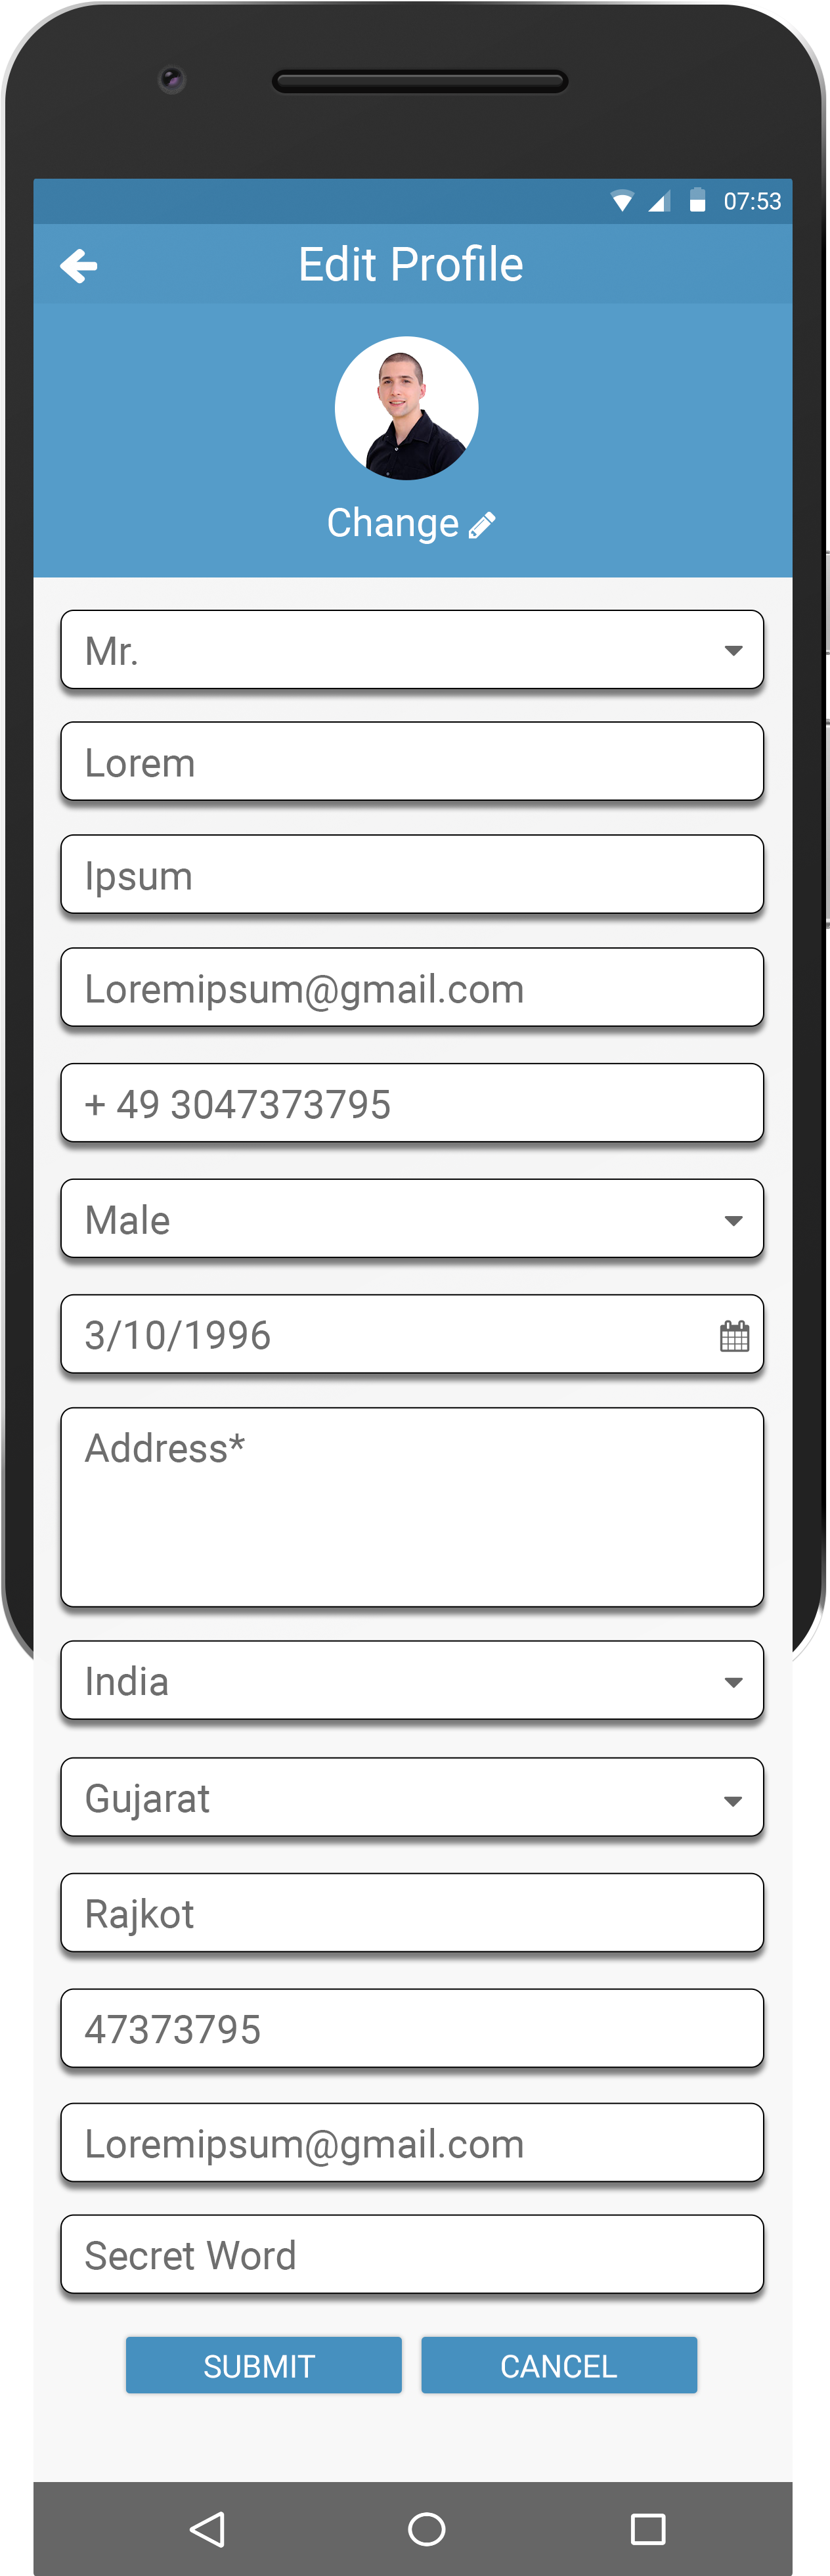 07:53
Edit Profile
Change
Mr.
Lorem
Ipsum
Loremipsum@gmail.com
+ 49 3047373795
Male
3/10/1996
Address*
India
Gujarat
Rajkot
47373795
Loremipsum@gmail.com
Secret Word
SUBMIT CANCEL